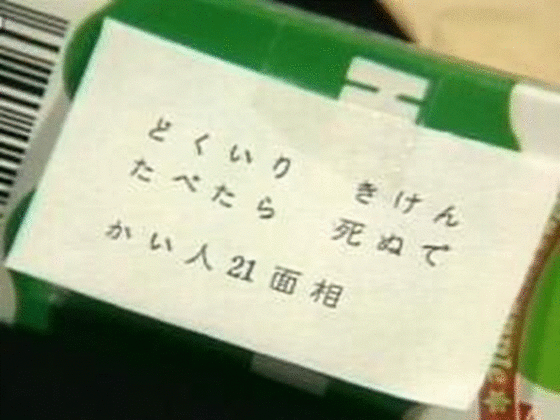 どくいり きけん
たべたら 死ぬで
かい人21面相